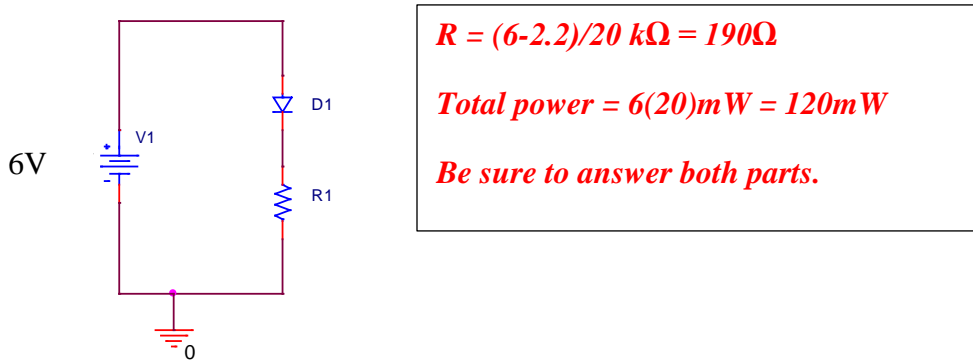 R = (6-2.2)/20 kΩ = 190Ω
Total power = 6(20)mW = 120mW
Be sure to answer both parts.
D1
+
V1
6V
-
R1
0